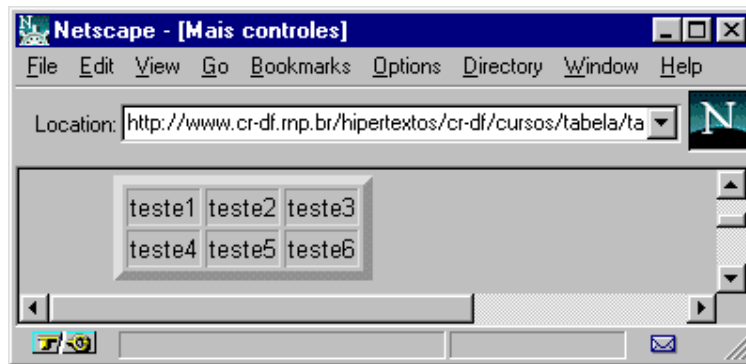 Netscape - [Mais controles]
File Edit View Go Bookmarks Options Directory Window Help
Location: http://www.cr-df.rnp.br/hipertextos/cr-df/cursos/tabela/ta
N
teste1 teste2 teste3
teste4 teste5 teste6